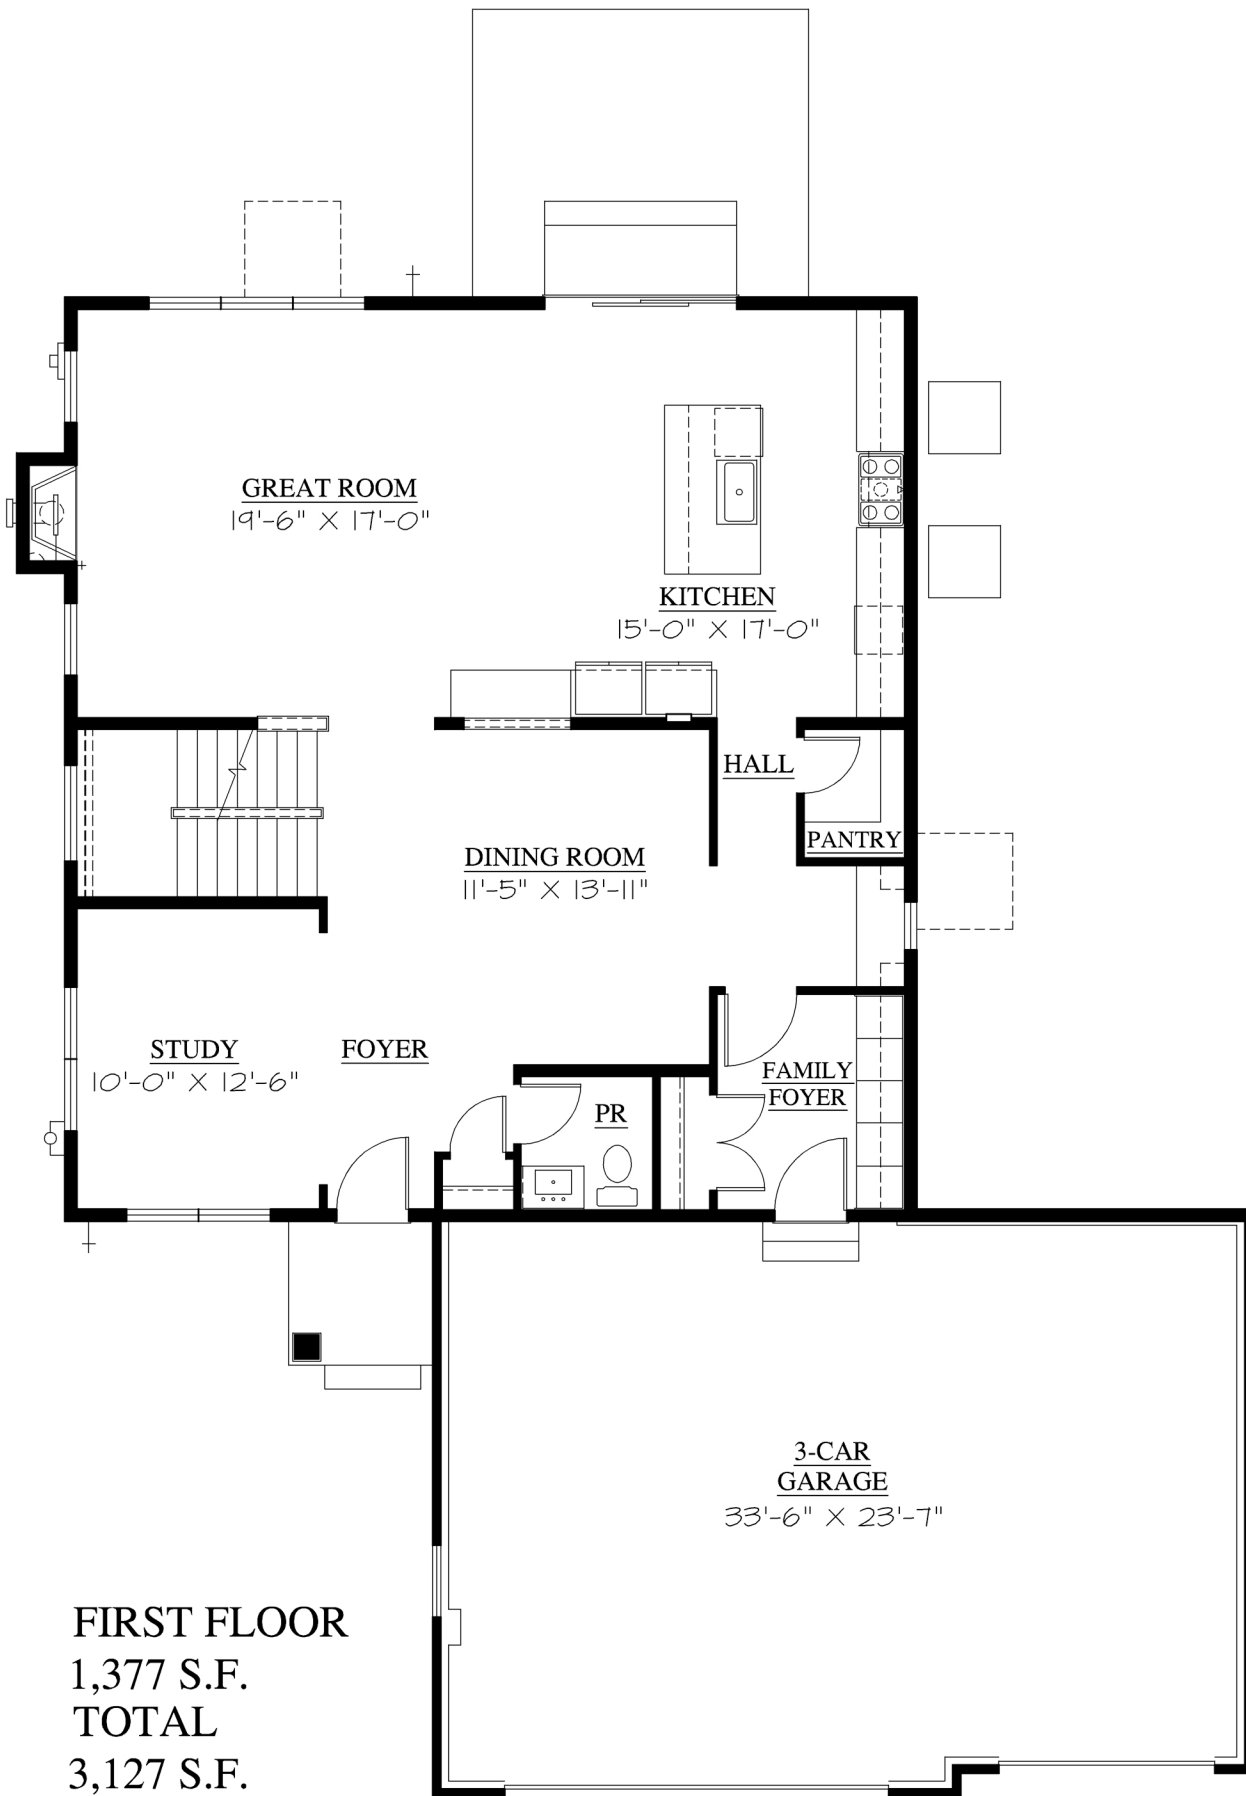 GREAT ROOM
19'-6" X 17'-0"
KITCHEN
15'-0" X 17'-0"
HALL
PANTRY
DINING ROOM
11'-5" X 13'-11"
STUDY
10'-0" X 12'-6"
FOYER
FAMILY
FOYER
PR
3-CAR
GARAGE
33'-6" X 23'-7"
FIRST FLOOR
1,377 S.F.
TOTAL
3,127 S.F.